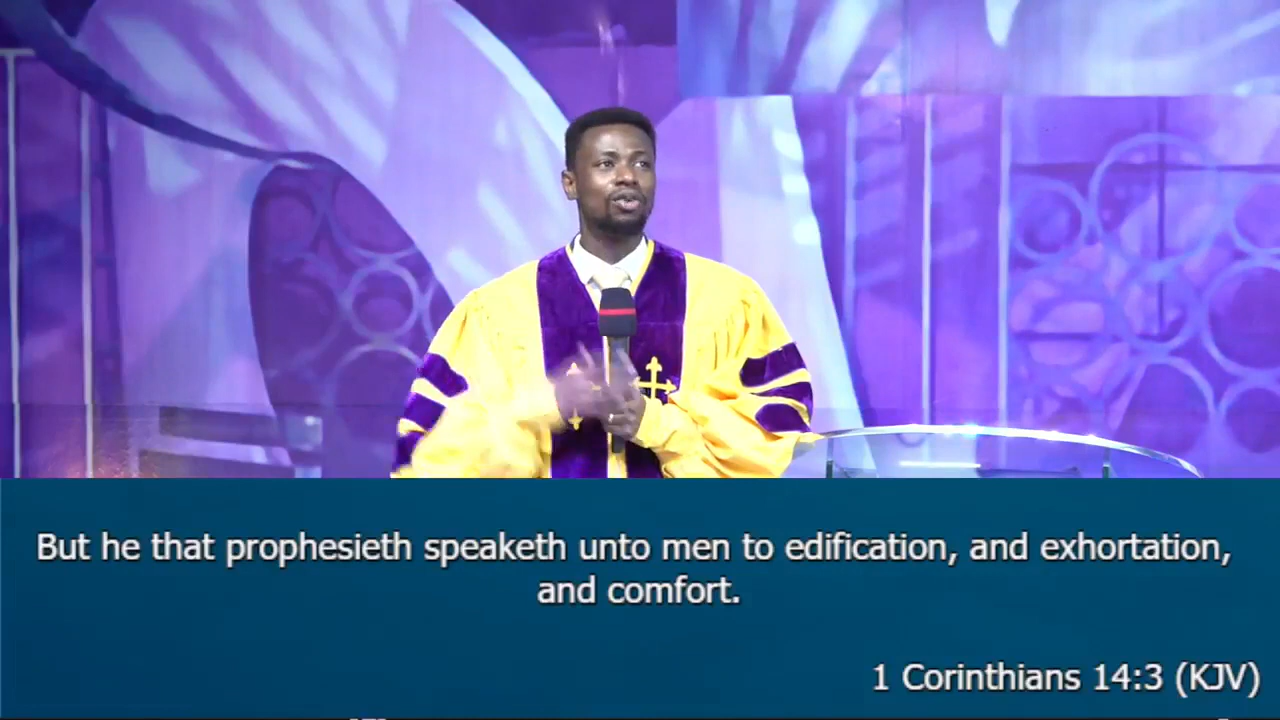 But he that prophesieth speaketh unto men to edification, and exhortation,
and comfort.
1 Corinthians 14:3 (KJV)